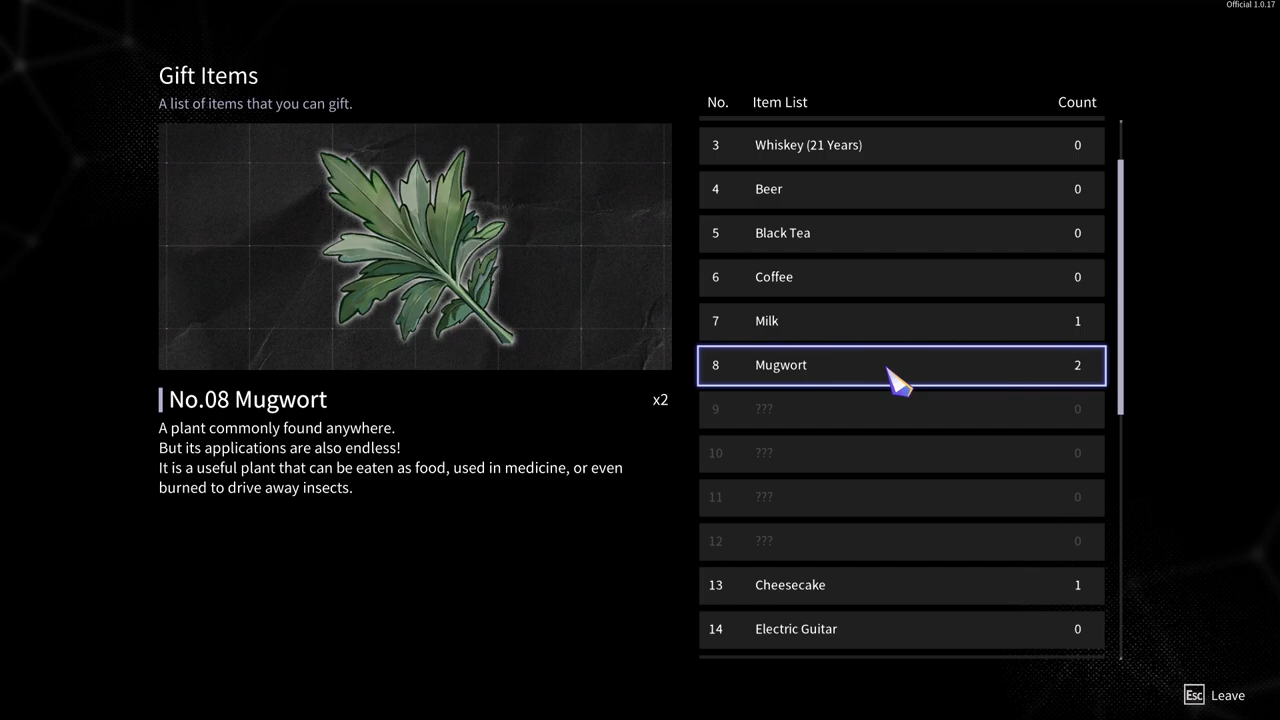 Official 1.0.17
Gift Items
A list of items that you can gift.
No. Item List Count
3 Whiskey (21 Years) 0
4 Beer 0
5 Black Tea 0
6 Coffee 0
7 Milk 1
8 Mugwort 2
9 ??? 0
10 ??? 0
11 ??? 0
12 ??? 0
13 Cheesecake 1
14 Electric Guitar 0
No.08 Mugwort x2
A plant commonly found anywhere.
But its applications are also endless!
It is a useful plant that can be eaten as food, used in medicine, or even
burned to drive away insects.
Esc Leave